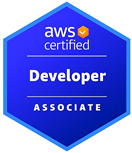 aws
certified
Developer
ASSOCIATE